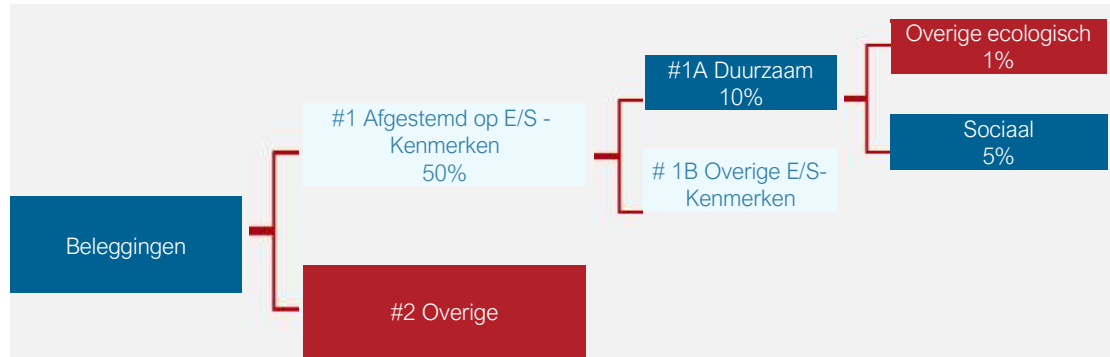 Beleggingen
#1 Afgestemd op E/S -
Kenmerken
50%
#2 Overige
#1A Duurzaam
10%
# 1B Overige E/S-
Kenmerken
Overige ecologisch
1%
Sociaal
5%